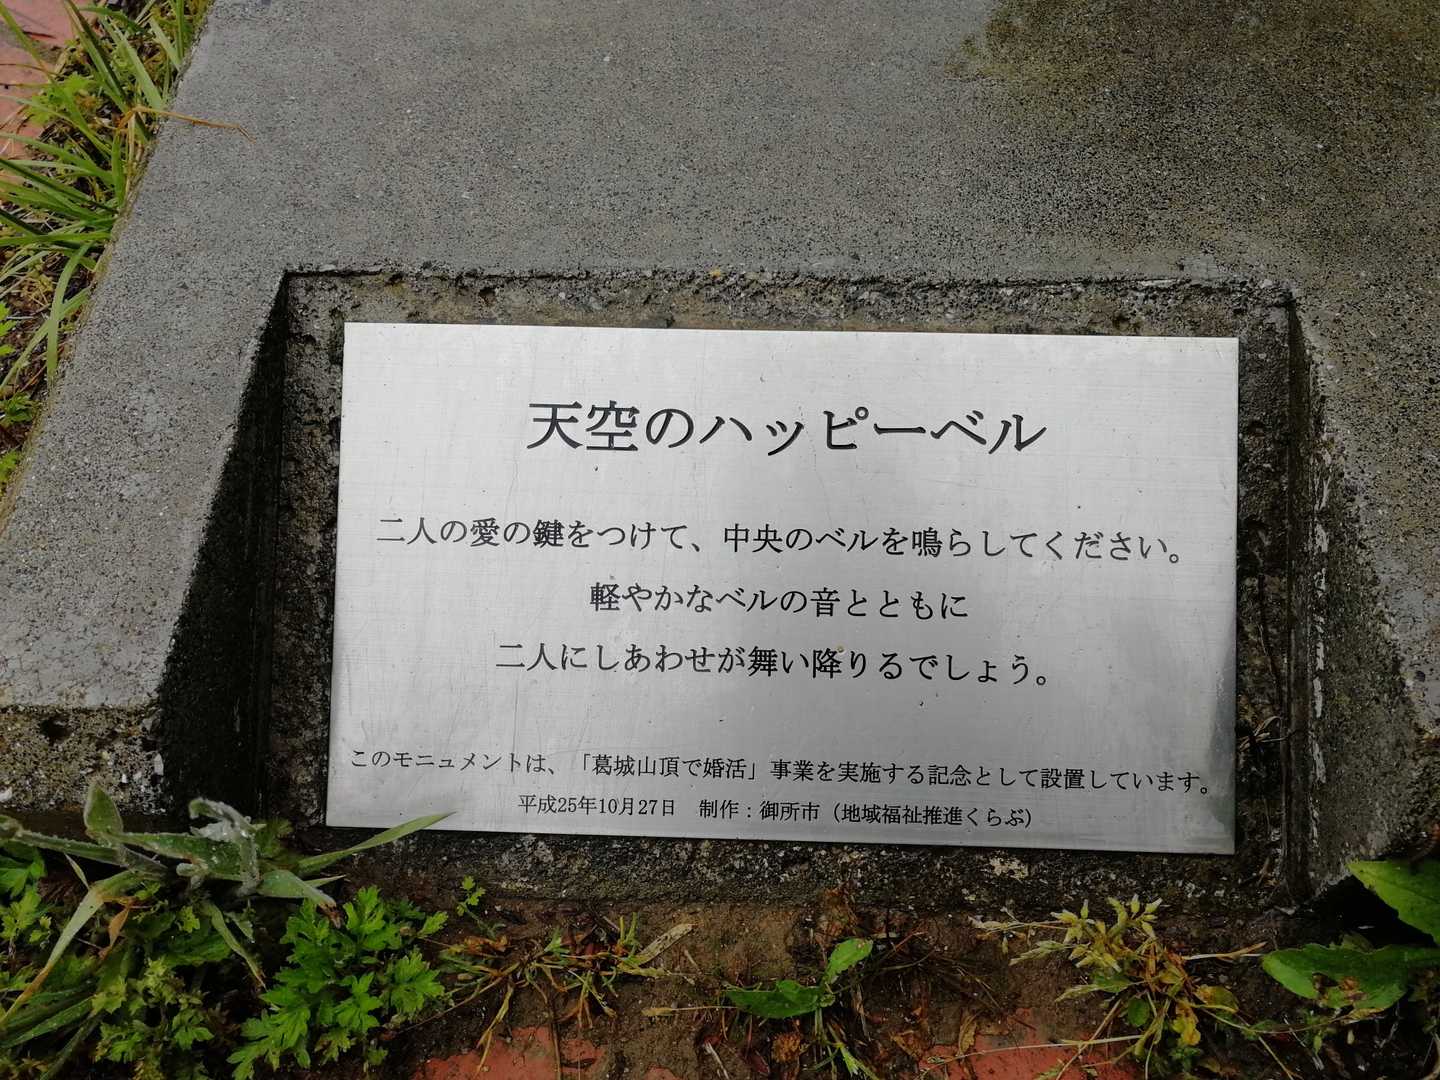 天空のハッピーベル
二人の愛の鍵をつけて、中央のベルを鳴らしてください。
軽やかなベルの音とともに
二人にしあわせが舞い降りるでしょう。
このモニュメントは、「葛城山頂で婚活」事業を実施する記念として設置しています。
平成25年10月27日　制作：御所市（地域福祉推進くらぶ）